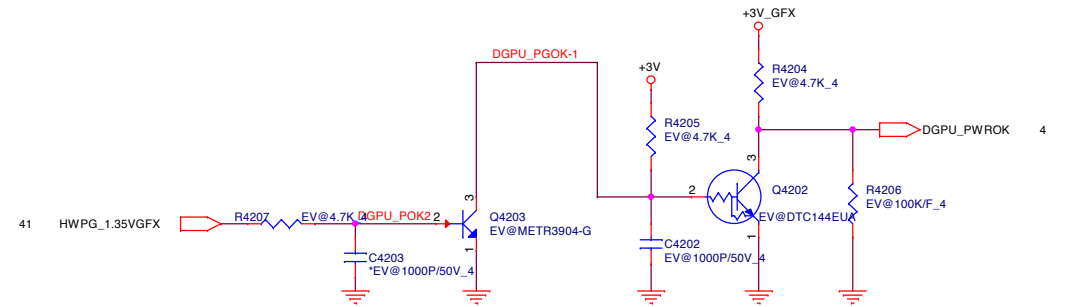 +3V_GFX
DGPU_PGOK-1
+3V
R4204
EV@4.7K_4
R4205
EV@4.7K_4
DGPU_PWROK 4
3
3
2
Q4202
EV@DTC144EUA
R4206
EV@100K/F_4
41 HWPG_1.35VGFX
R4207 EV@4.7K_4
DGPU_POK2
2
Q4203
EV@METR3904-G
1
1
C4202
EV@1000P/50V_4
C4203
*EV@1000P/50V_4